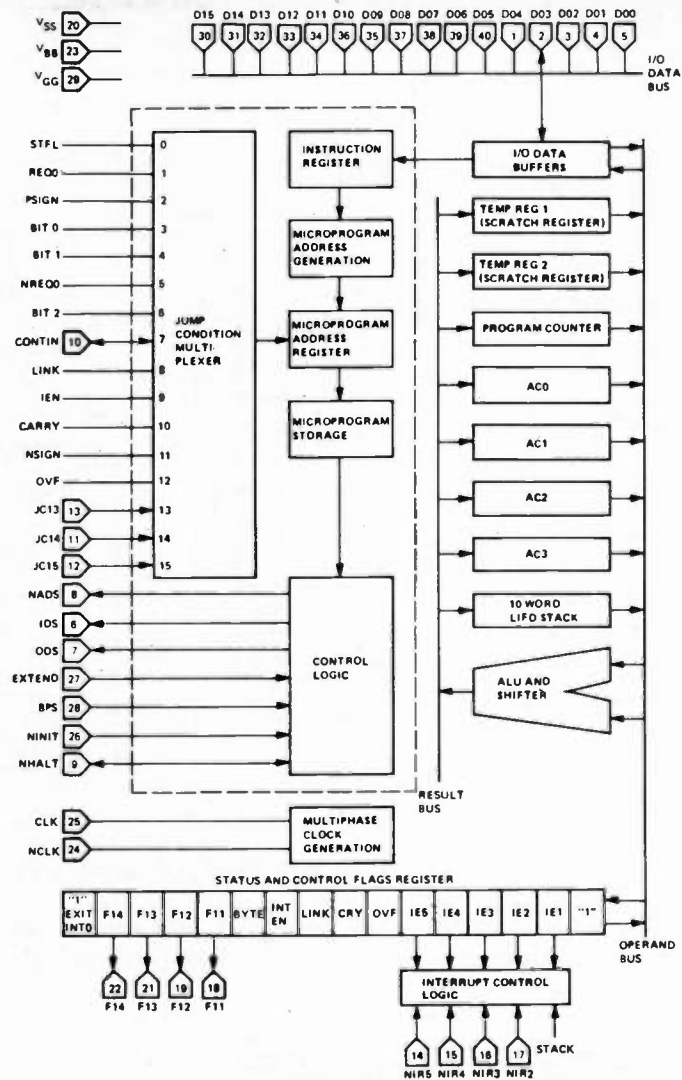 VSS 20
VBB 23
VGG 29
D15 D14 D13 D12 D11 D10 D09 D08 D07 D06 D05 D04 D03 D02 D01 D00
30 31 32 33 34 36 35 37 38 39 40 1 2 3 4 5
I/O
DATA
BUS
STFL 0
REQ0 1
PSIGN 2
BIT 0 3
BIT 1 4
NREQ0 5
BIT 2 6
CONTIN 10 7
LINK 8
IEN 9
CARRY 10
NSIGN 11
OVF 12
JC13 13 13
JC14 11 14
JC15 12 15
JUMP
CONDITION
MULTI-
PLEXER
INSTRUCTION
REGISTER
MICROPROGRAM
ADDRESS
GENERATION
MICROPROGRAM
ADDRESS
REGISTER
MICROPROGRAM
STORAGE
I/O DATA
BUFFERS
TEMP REG 1
(SCRATCH REGISTER)
TEMP REG 2
(SCRATCH REGISTER)
PROGRAM COUNTER
AC0
AC1
AC2
AC3
10 WORD
LIFO STACK
ALU AND
SHIFTER
NADS 8
IDS 6
ODS 7
EXTEND 27
BPS 28
NINIT 26
NHALT 9
CONTROL
LOGIC
RESULT
BUS
CLK 25
NCLK 24
MULTIPHASE
CLOCK
GENERATION
STATUS AND CONTROL FLAGS REGISTER
"1"
EXIT
INT0
F14 F13 F12 F11 BYTE
INT
EN
LINK CRY OVF IE5 IE4 IE3 IE2 IE1 "1"
OPERAND
BUS
22 21 19 18
F14 F13 F12 F11
INTERRUPT CONTROL
LOGIC
14 15 16 17 STACK
NIR5 NIR4 NIR3 NIR2